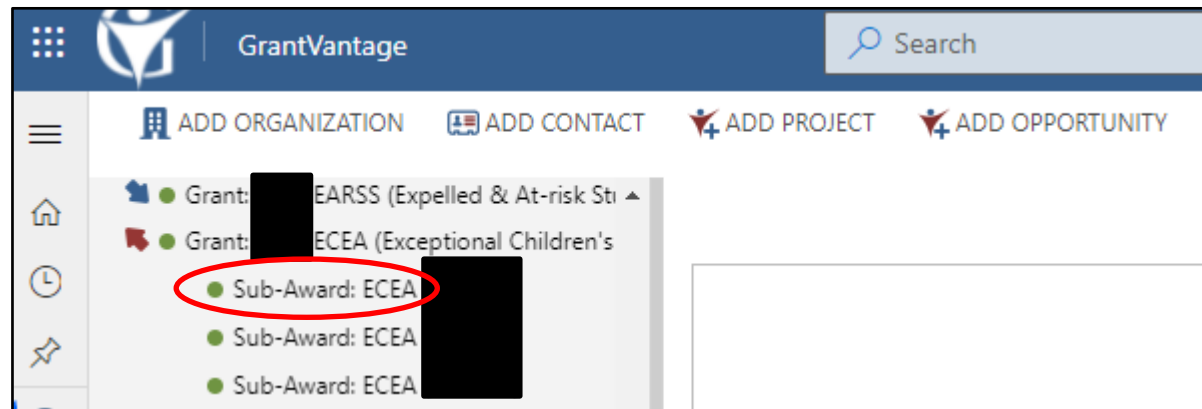 GrantVantage
Search
ADD ORGANIZATION
ADD CONTACT
ADD PROJECT
ADD OPPORTUNITY
Grant: EARSS (Expelled & At-risk
Grant: ECEA (Exceptional Children's
Sub-Award: ECEA
Sub-Award: ECEA
Sub-Award: ECEA